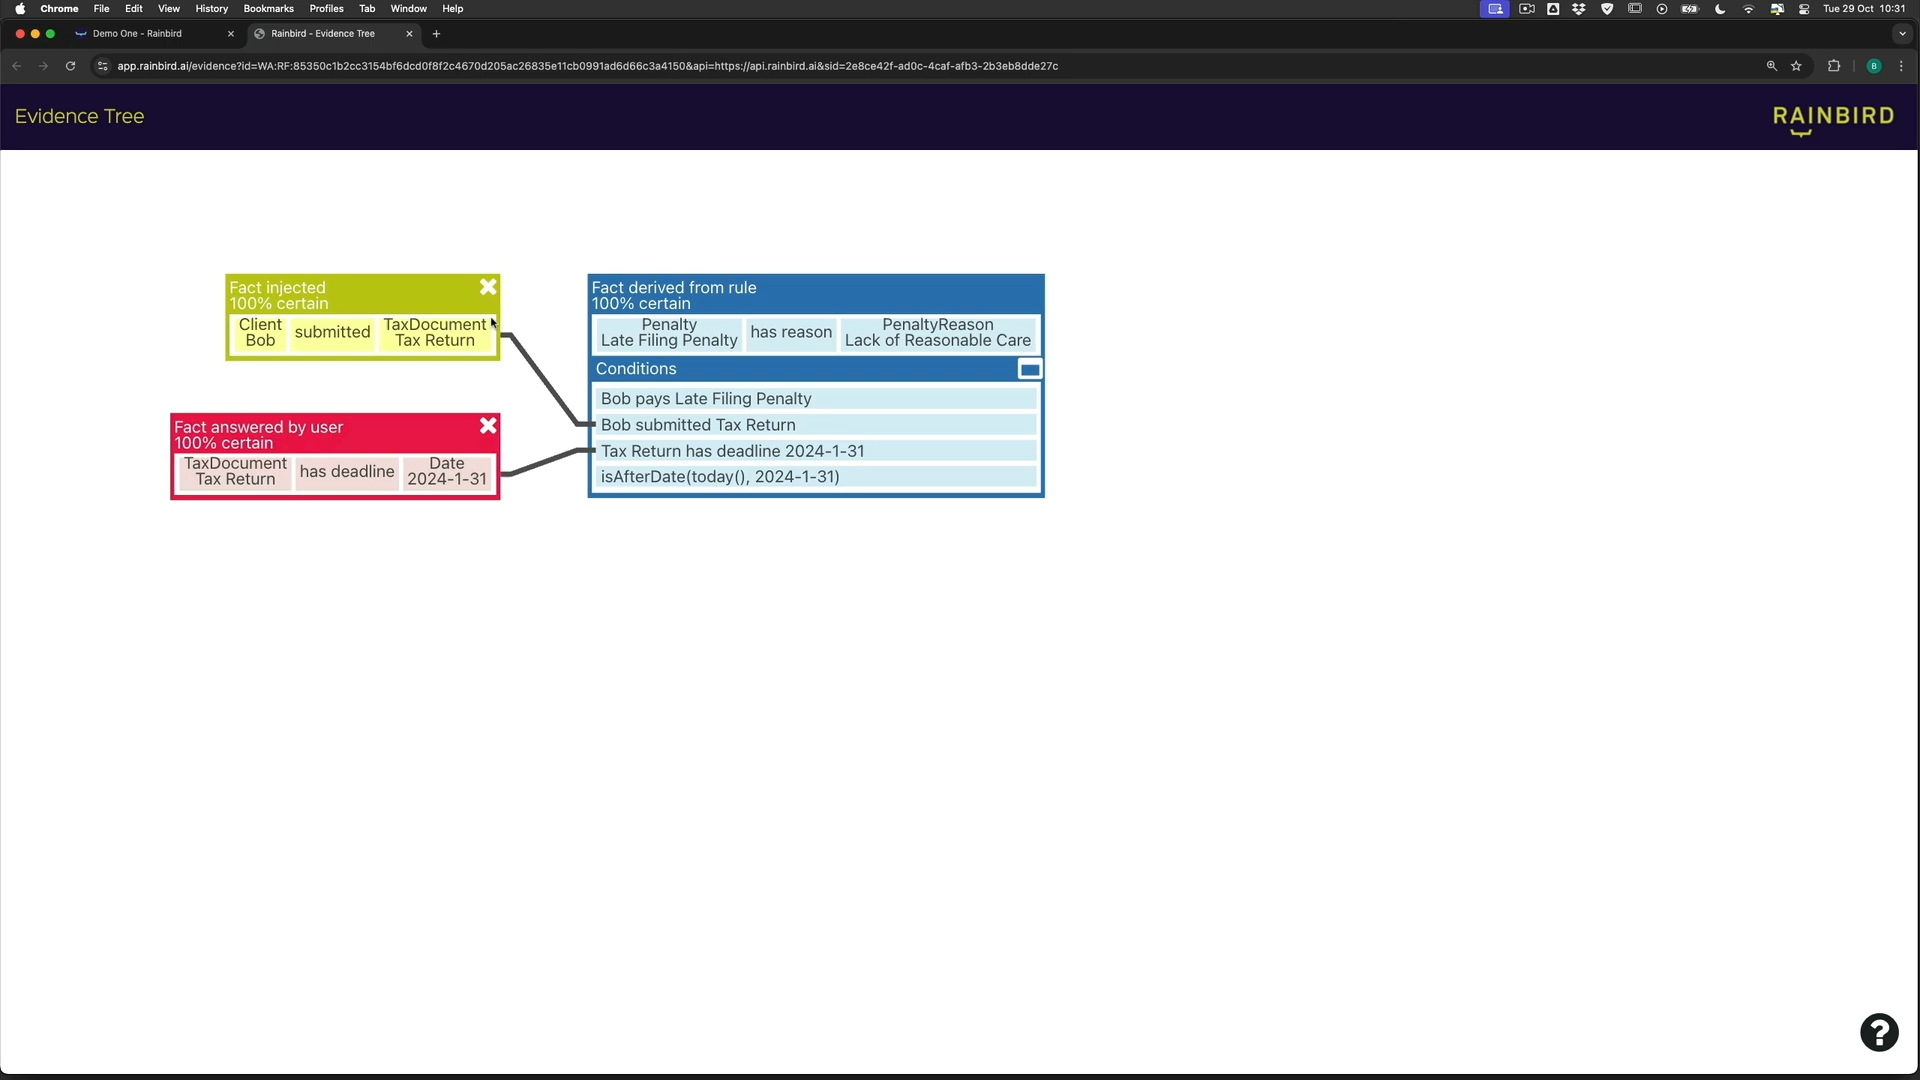 Chrome File Edit View History Bookmarks Profiles Tab Window Help Tue 29 Oct 10:31
Demo One - Rainbird
Rainbird - Evidence Tree
app.rainbird.ai/evidence?id=WA:RF:85350c1b2cc3154bf6dcd0f8f2c4670d205ac26835e11cb0991ad6d66c3a4150&api=https://api.rainbird.ai&sid=2e8ce42f-ad0c-4caf-afb3-2b3eb8dde27c
B
Evidence Tree
RAINBIRD
Fact injected
100% certain
Client
Bob
submitted
TaxDocument
Tax Return
Fact answered by user
100% certain
TaxDocument
Tax Return
has deadline
Date
2024-1-31
Fact derived from rule
100% certain
Penalty
Late Filing Penalty
has reason
PenaltyReason
Lack of Reasonable Care
Conditions
Bob pays Late Filing Penalty
Bob submitted Tax Return
Tax Return has deadline 2024-1-31
isAfterDate(today(), 2024-1-31)
?